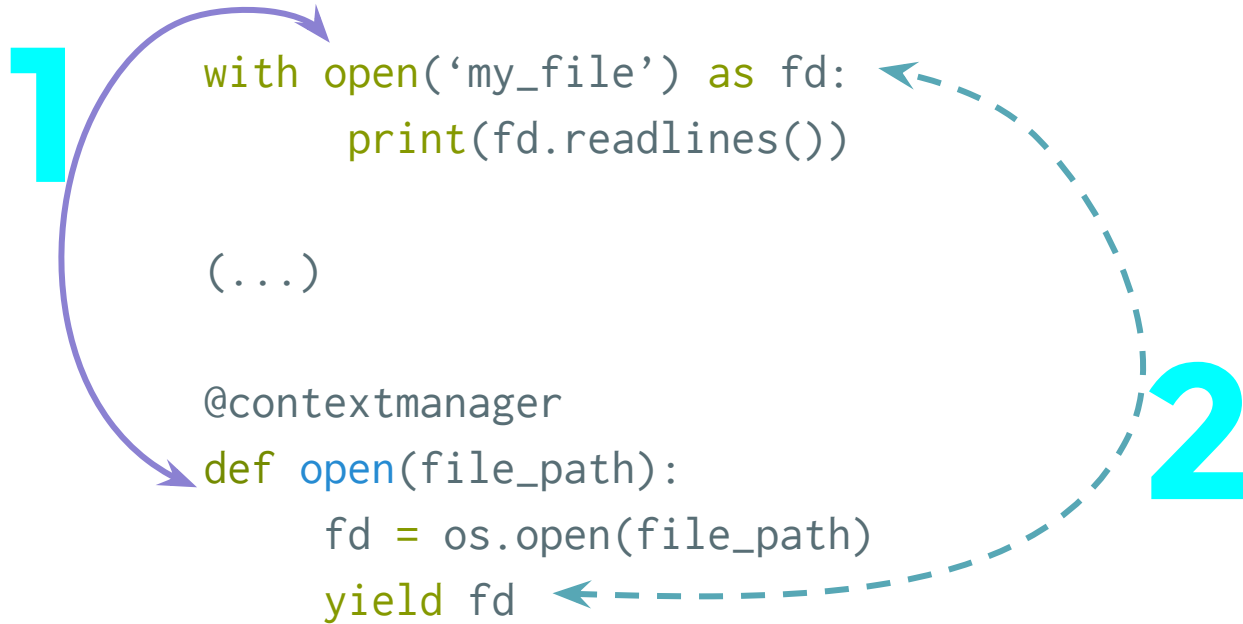 1
with open(‘my_file’) as fd:
print(fd.readlines())
(...)
@contextmanager
def open(file_path):
fd = os.open(file_path)
yield fd
2